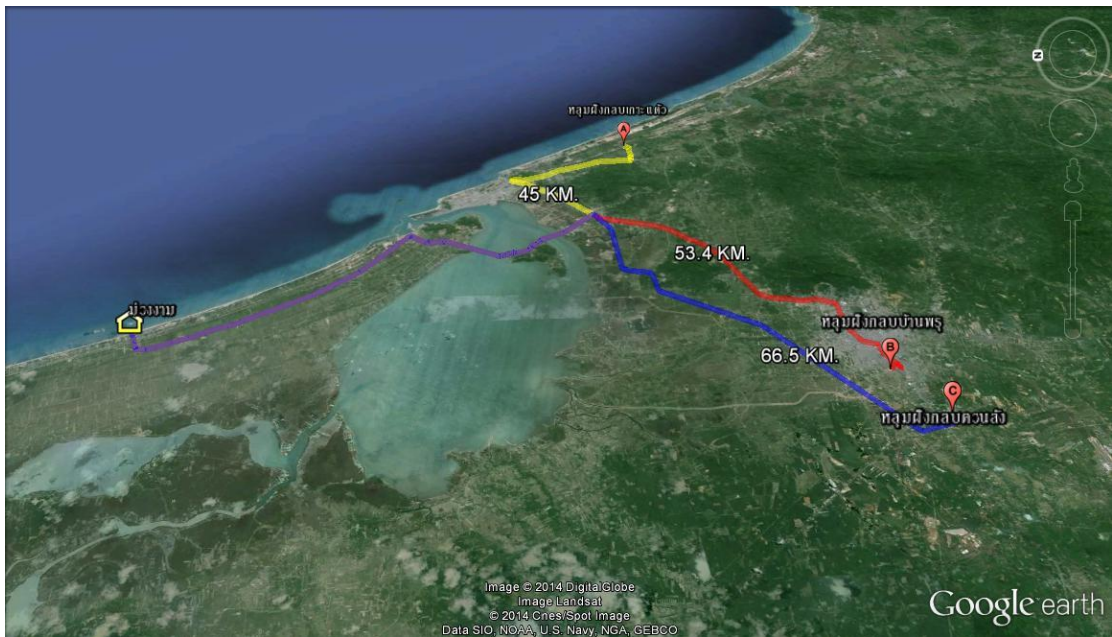 N
หลุมฝังกลบเกาะแต้ว
A
45 KM.
53.4 KM.
ม่วงงาม
หลุมฝังกลบบ้านพรุ
B
66.5 KM.
C
หลุมฝังกลบควนลัง
Image © 2014 DigitalGlobe
Image Landsat
© 2014 Cnes/Spot Image
Data SIO, NOAA, U.S. Navy, NGA, GEBCO
Google earth